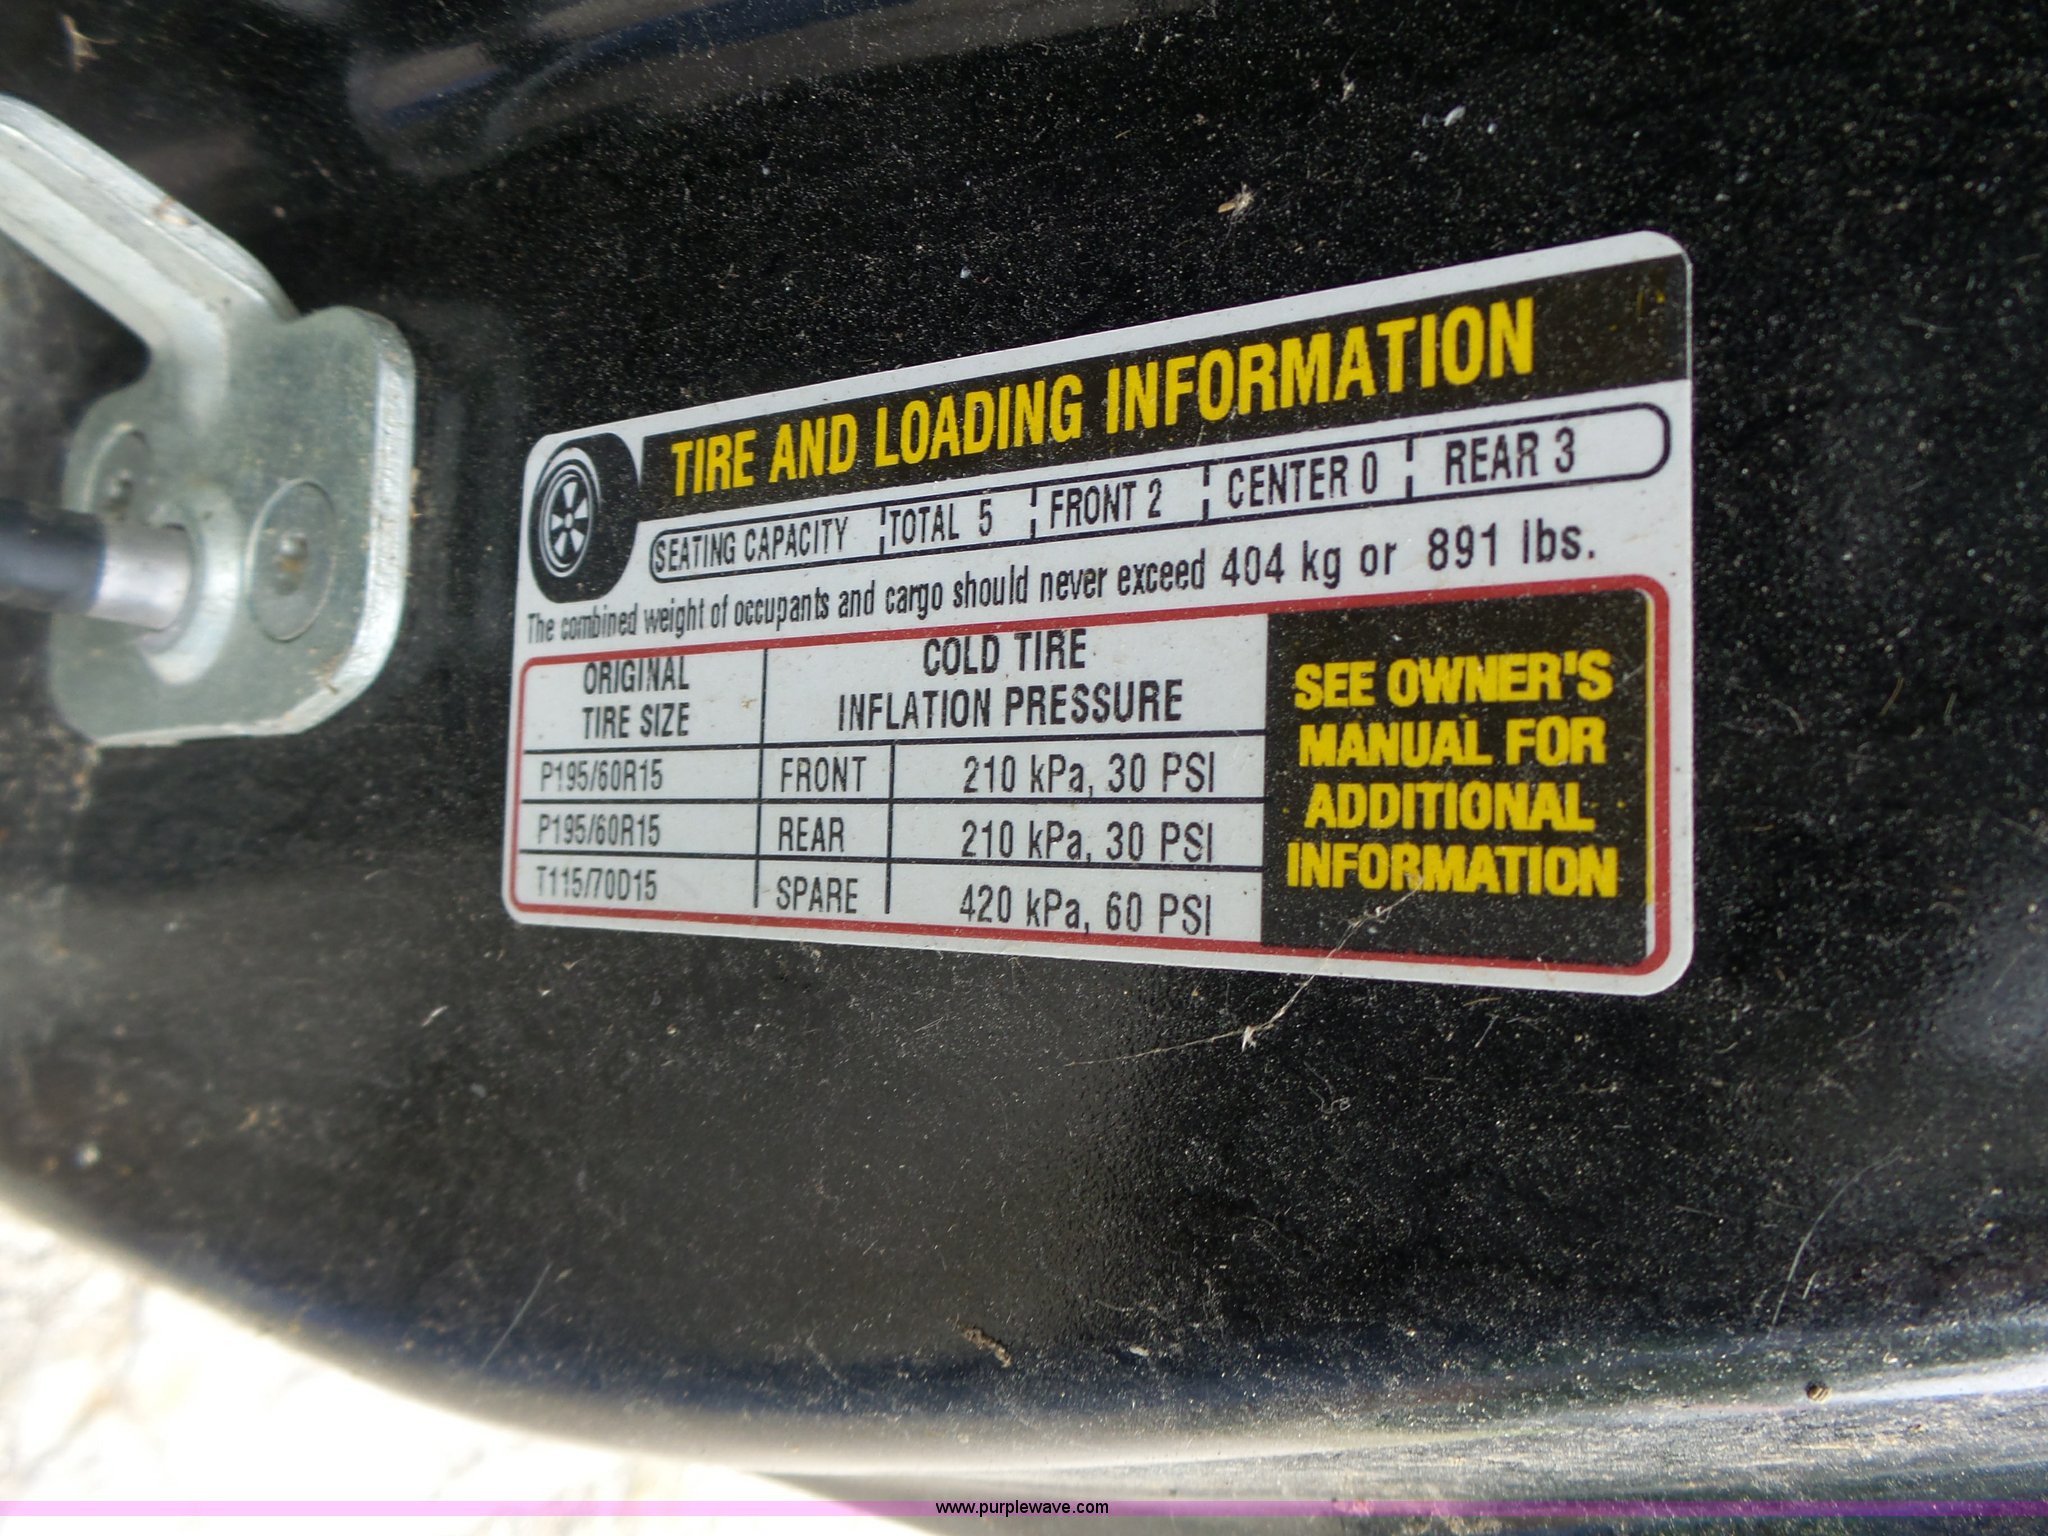 TIRE AND LOADING INFORMATION
SEATING CAPACITY TOTAL 5 FRONT 2 CENTER 0 REAR 3
The combined weight of occupants and cargo should never exceed 404 kg or 891 lbs.
ORIGINAL
TIRE SIZE
COLD TIRE
INFLATION PRESSURE
P195/60R15 FRONT 210 kPa, 30 PSI
P195/60R15 REAR 210 kPa, 30 PSI
T115/70D15 SPARE 420 kPa, 60 PSI
SEE OWNER'S
MANUAL FOR
ADDITIONAL
INFORMATION
www.purplewave.com